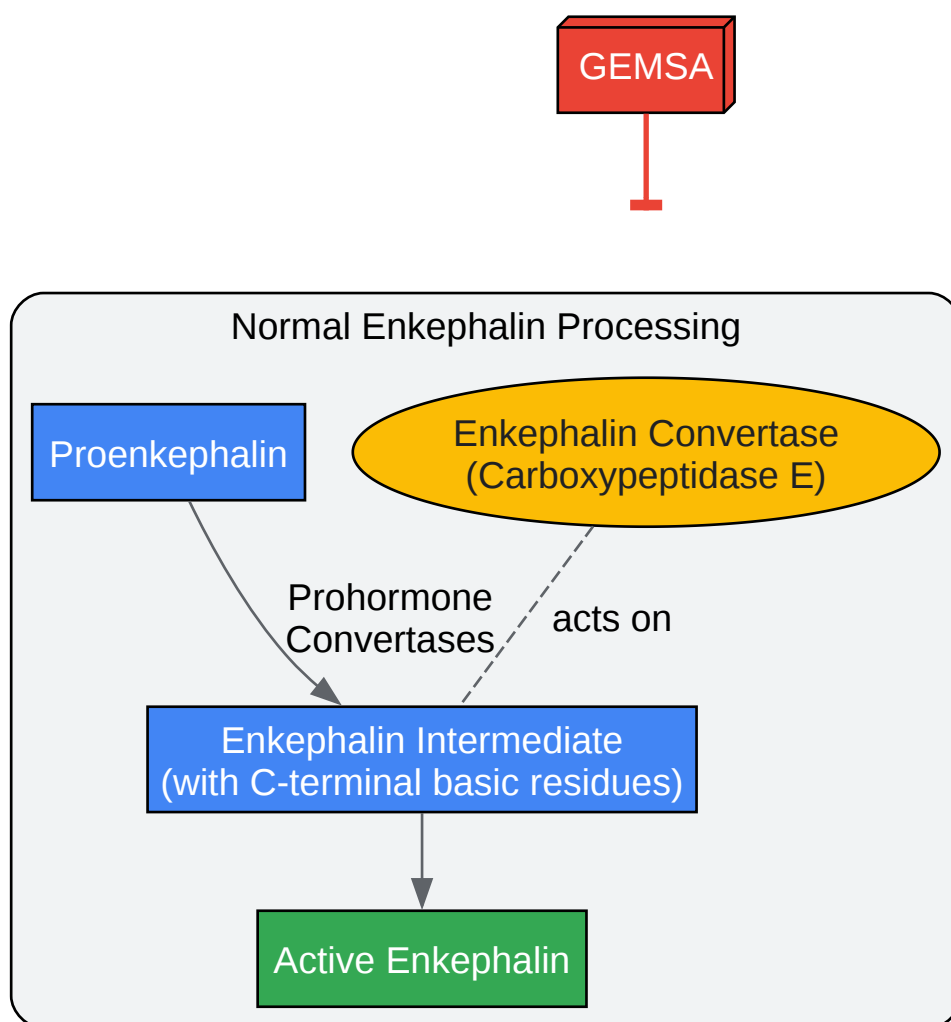 GEMSA
Normal Enkephalin Processing
Proenkephalin
Enkephalin Convertase
(Carboxypeptidase E)
Prohormone
Convertases
acts on
Enkephalin Intermediate
(with C-terminal basic residues)
Active Enkephalin